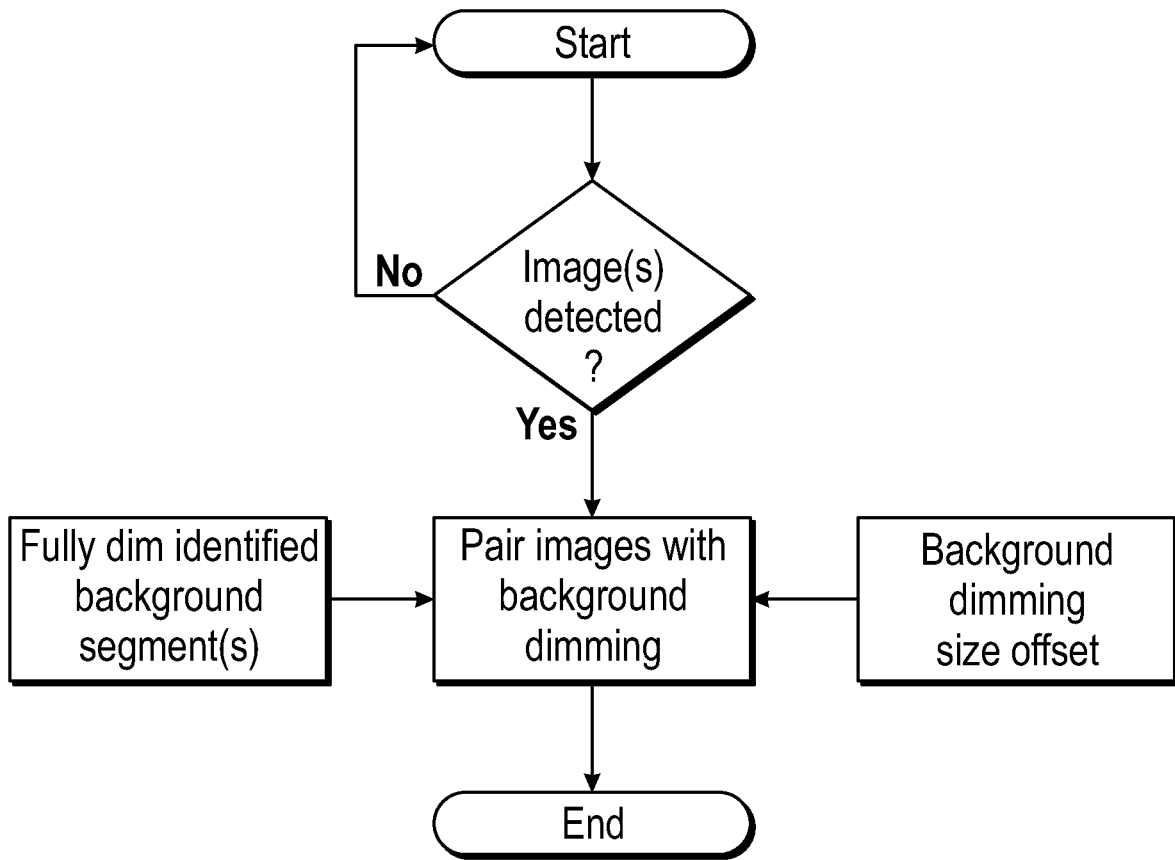 Start
No
Image(s)
detected
?
Yes
Fully dim identified
background
segment(s)
Pair images with
background
dimming
Background
dimming
size offset
End